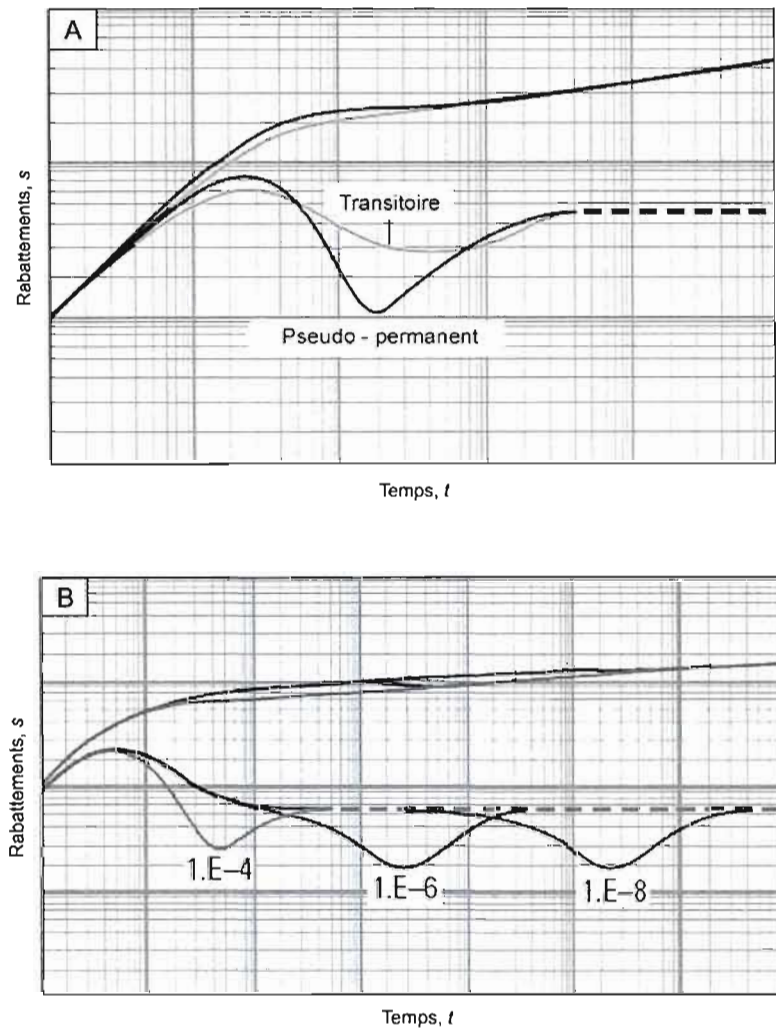 A
Rabattements, s
Transitoire
Pseudo - permanent
Temps, t
B
Rabattements, s
1.E–4
1.E–6
1.E–8
Temps, t